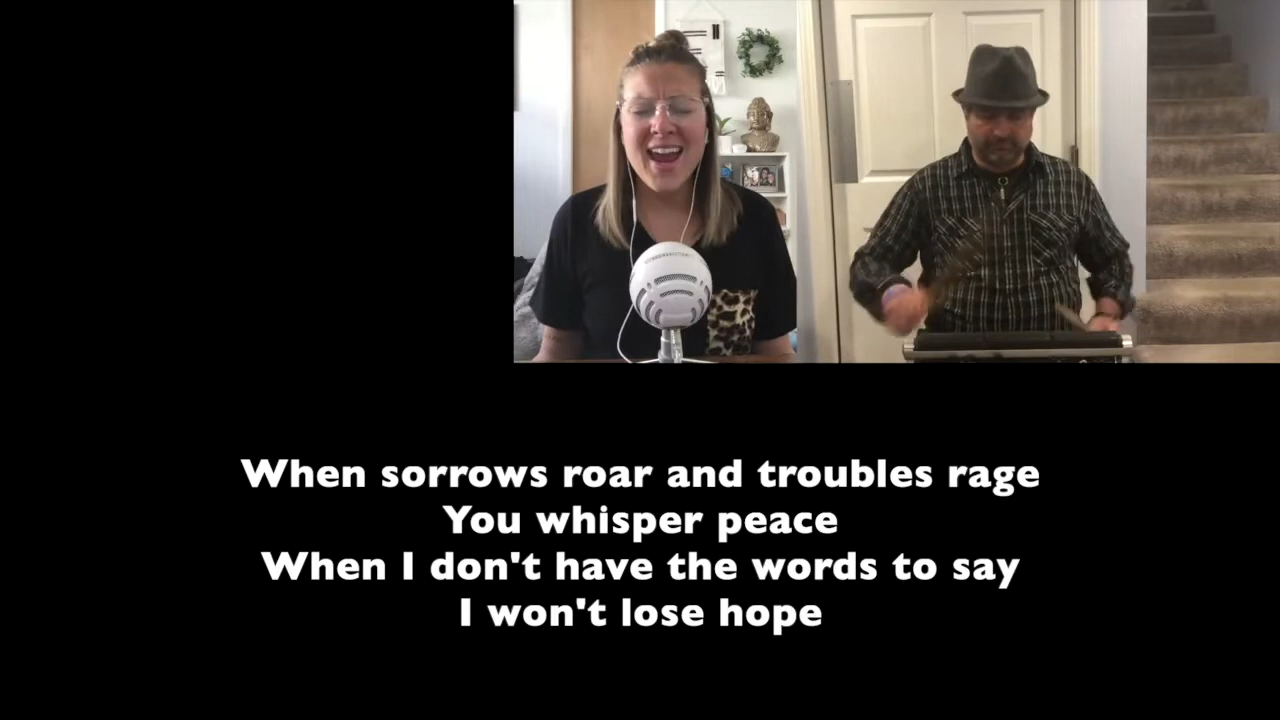 When sorrows roar and troubles rage
You whisper peace
When I don't have the words to say
I won't lose hope